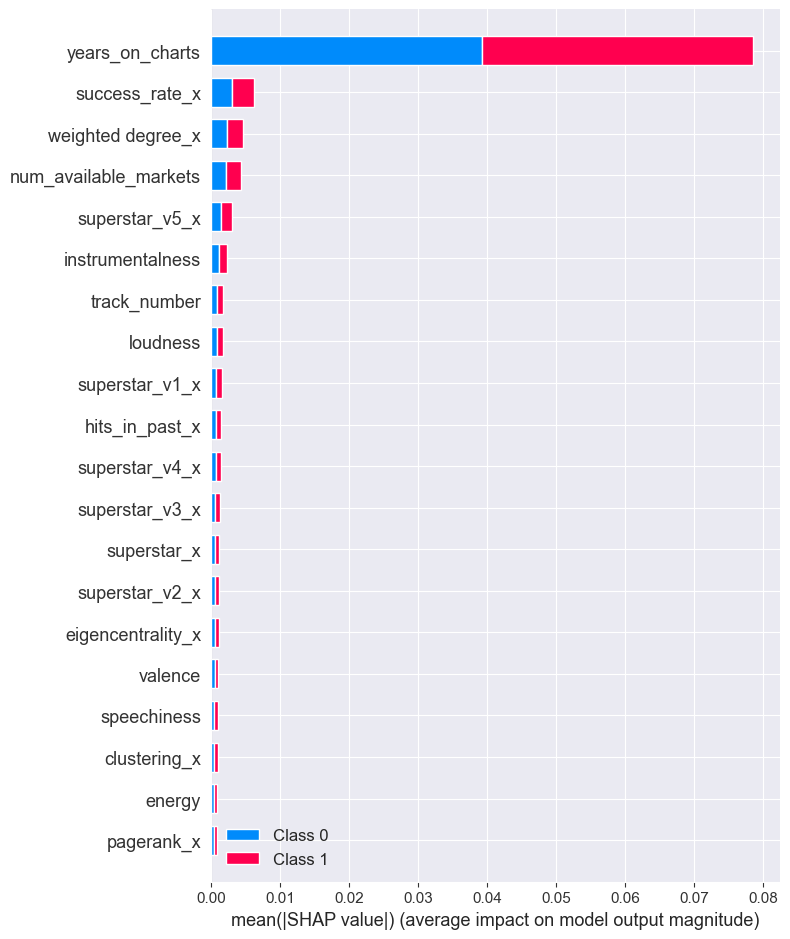 years_on_charts
success_rate_x
weighted degree_x
num_available_markets
superstar_v5_x
instrumentalness
track_number
loudness
superstar_v1_x
hits_in_past_x
superstar_v4_x
superstar_v3_x
superstar_x
superstar_v2_x
eigencentrality_x
valence
speechiness
clustering_x
energy
pagerank_x
Class 0
Class 1
0.00 0.01 0.02 0.03 0.04 0.05 0.06 0.07 0.08
mean(|SHAP value|) (average impact on model output magnitude)